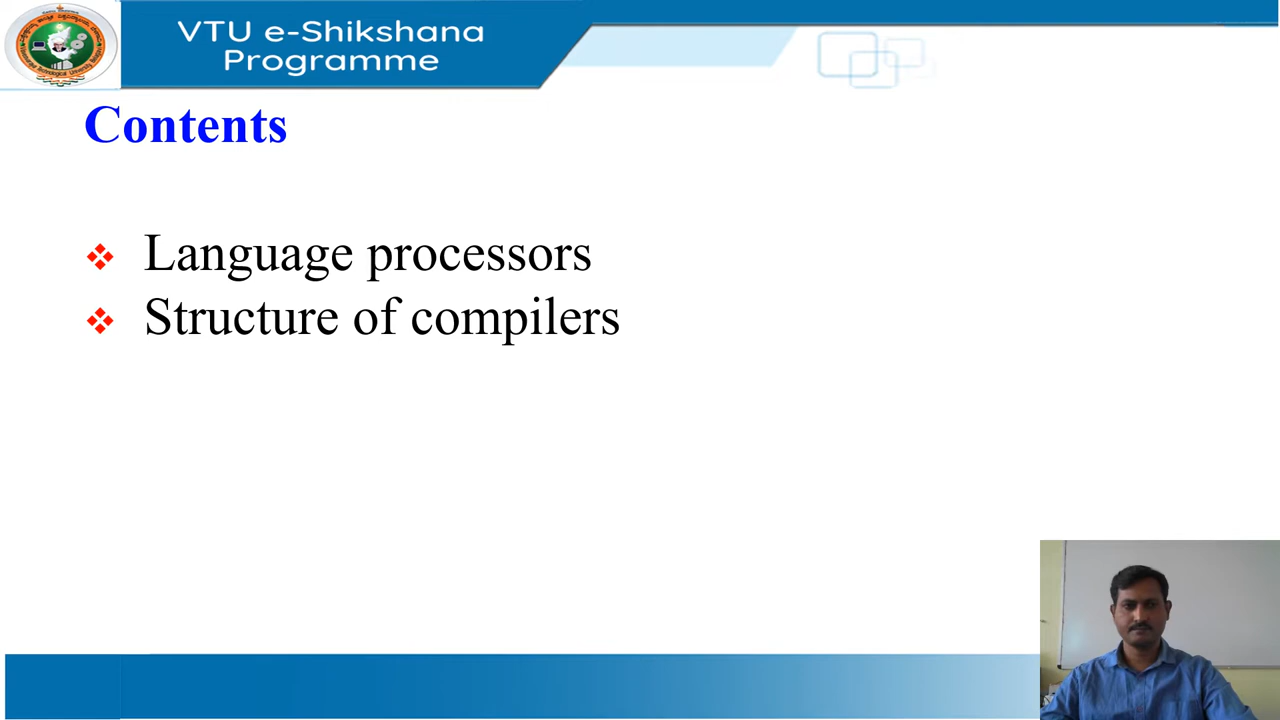 VTU e-Shikshana
Programme
Contents
Language processors
Structure of compilers